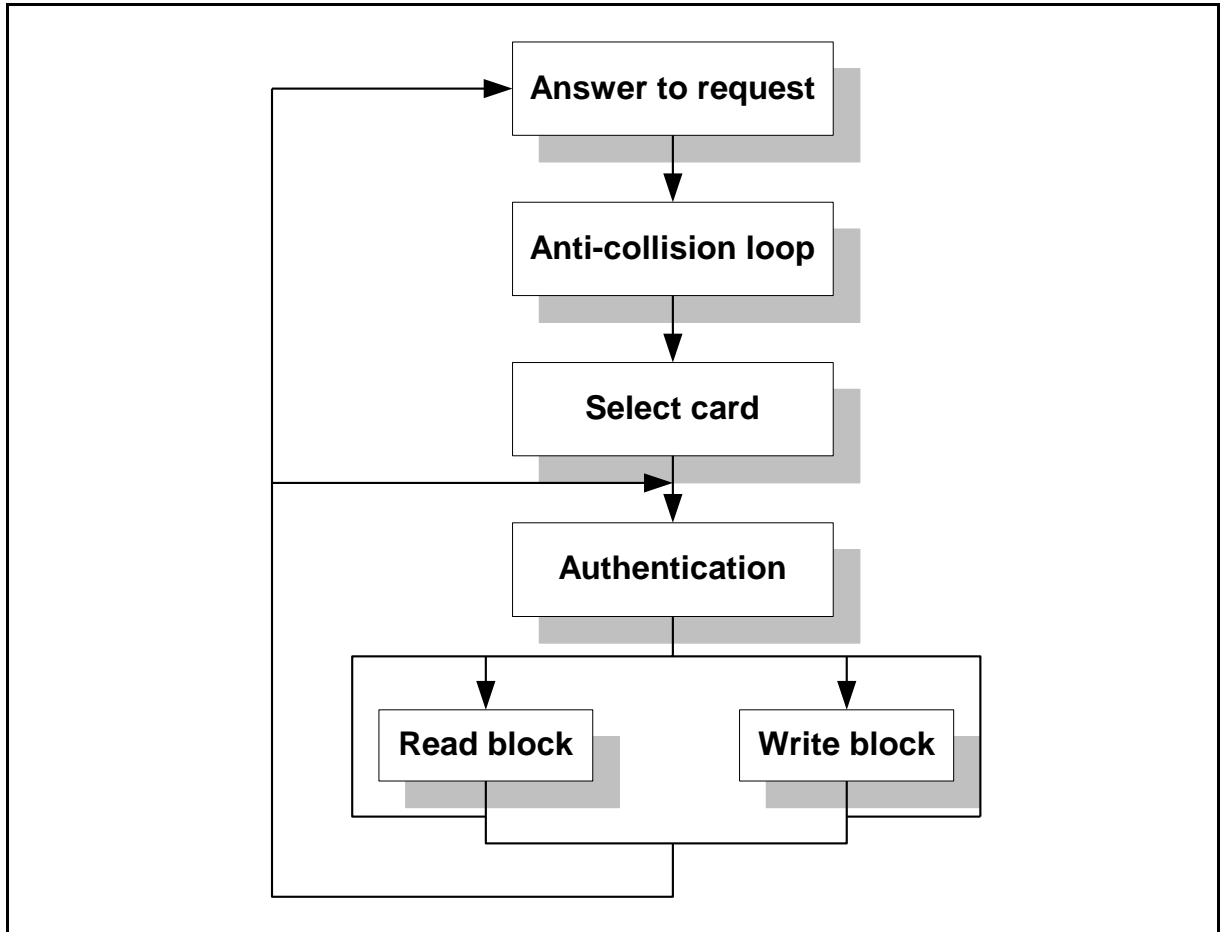 Answer to request
Anti-collision loop
Select card
Authentication
Read block
Write block